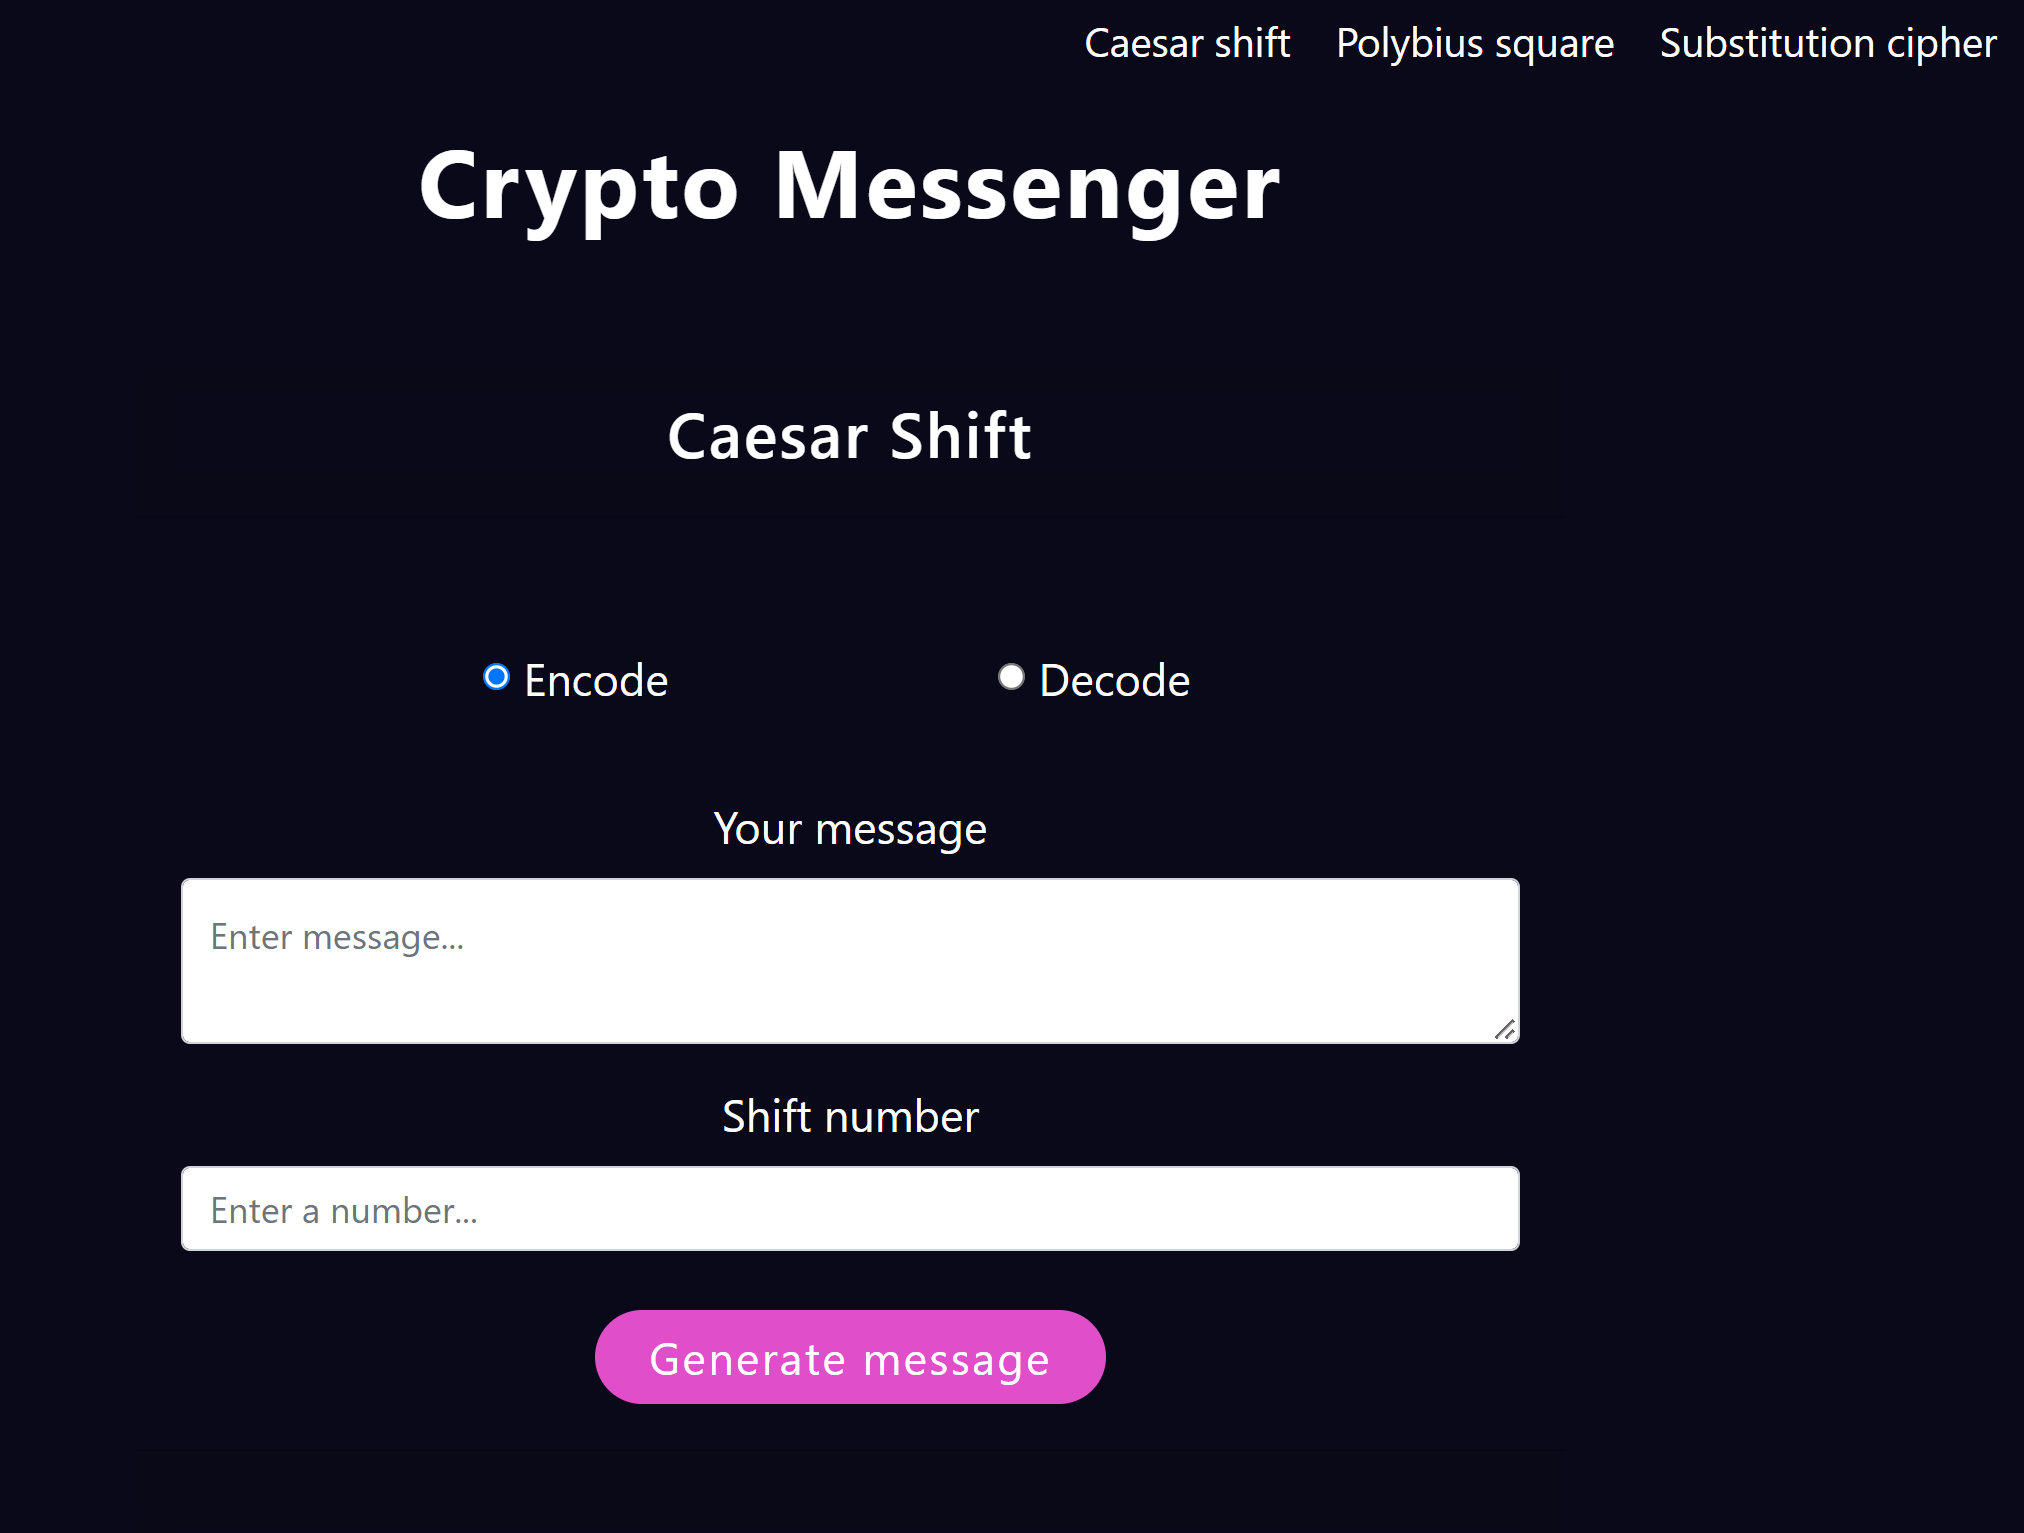 Caesar shift Polybius square Substitution cipher
Crypto Messenger
Caesar Shift
Encode Decode
Your message
Enter message...
Shift number
Enter a number...
Generate message